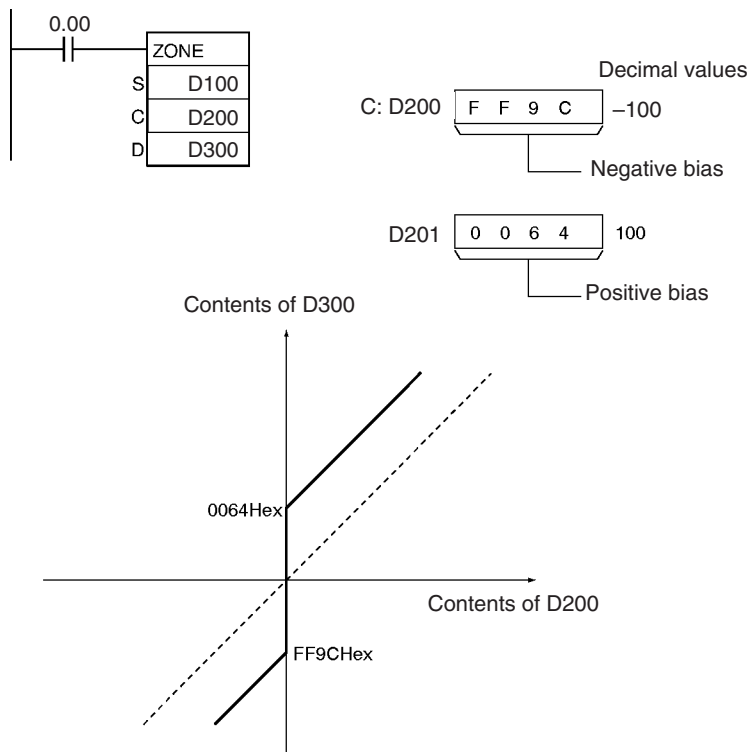 0.00
ZONE
S D100
C D200
D D300
Decimal values
C: D200 F F 9 C –100
Negative bias
D201 0 0 6 4 100
Positive bias
Contents of D300
0064Hex
Contents of D200
FF9CHex